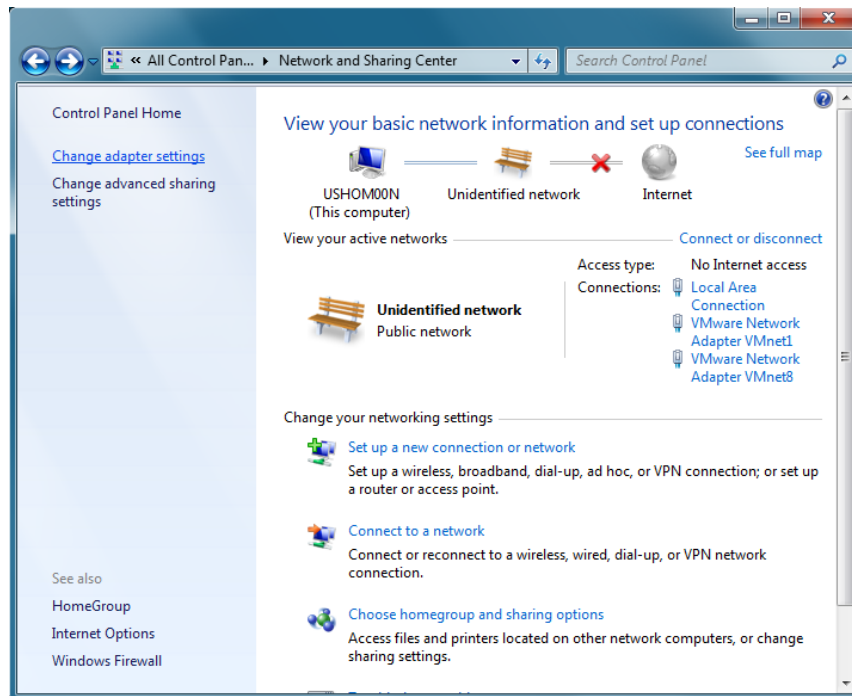 « All Control Pan... ▸ Network and Sharing Center
Search Control Panel
Control Panel Home
Change adapter settings
Change advanced sharing
settings
View your basic network information and set up connections
See full map
USHOM00N
(This computer)
Unidentified network
Internet
View your active networks
Connect or disconnect
Unidentified network
Public network
Access type: No Internet access
Connections: Local Area
Connection
VMware Network
Adapter VMnet1
VMware Network
Adapter VMnet8
Change your networking settings
Set up a new connection or network
Set up a wireless, broadband, dial-up, ad hoc, or VPN connection; or set up
a router or access point.
Connect to a network
Connect or reconnect to a wireless, wired, dial-up, or VPN network
connection.
Choose homegroup and sharing options
Access files and printers located on other network computers, or change
sharing settings.
See also
HomeGroup
Internet Options
Windows Firewall